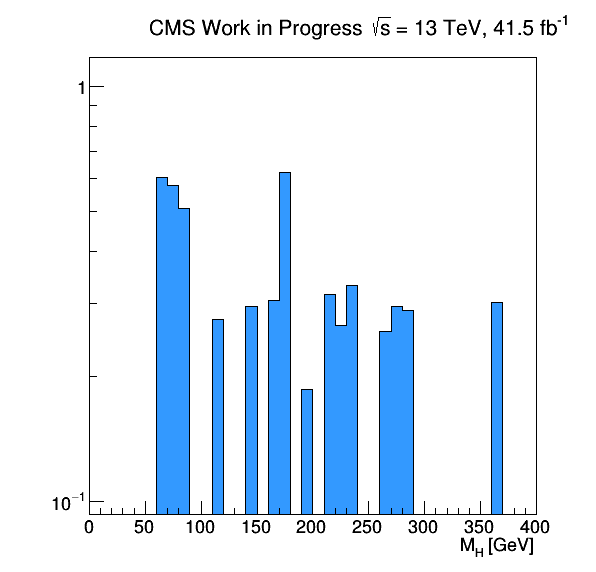 CMS Work in Progress √s = 13 TeV, 41.5 fb⁻¹
1
10⁻¹
0 50 100 150 200 250 300 350 400
M_H [GeV]